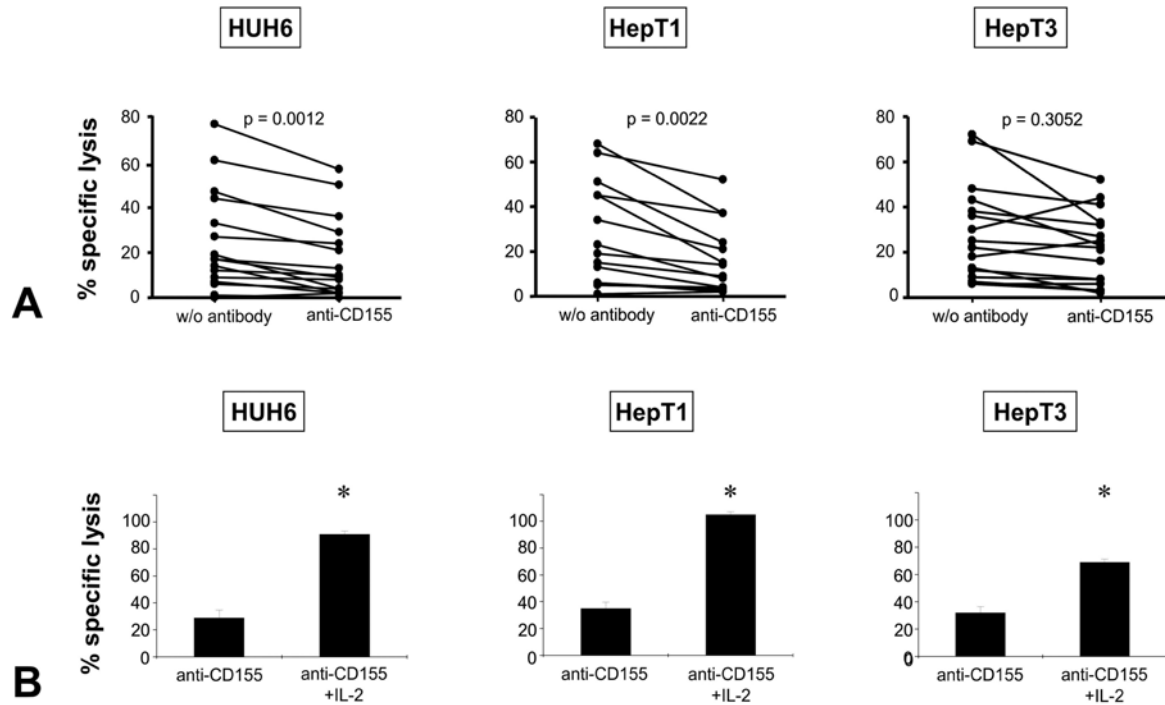 HUH6
HepT1
HepT3
% specific lysis
80
60
40
20
0
p = 0.0012
w/o antibody
anti-CD155
80
60
40
20
0
p = 0.0022
w/o antibody
anti-CD155
80
60
40
20
0
p = 0.3052
w/o antibody
anti-CD155
A
HUH6
HepT1
HepT3
% specific lysis
100
80
60
40
20
0
*
anti-CD155
anti-CD155
+IL-2
100
80
60
40
20
0
*
anti-CD155
anti-CD155
+IL-2
100
80
60
40
20
0
*
anti-CD155
anti-CD155
+IL-2
B